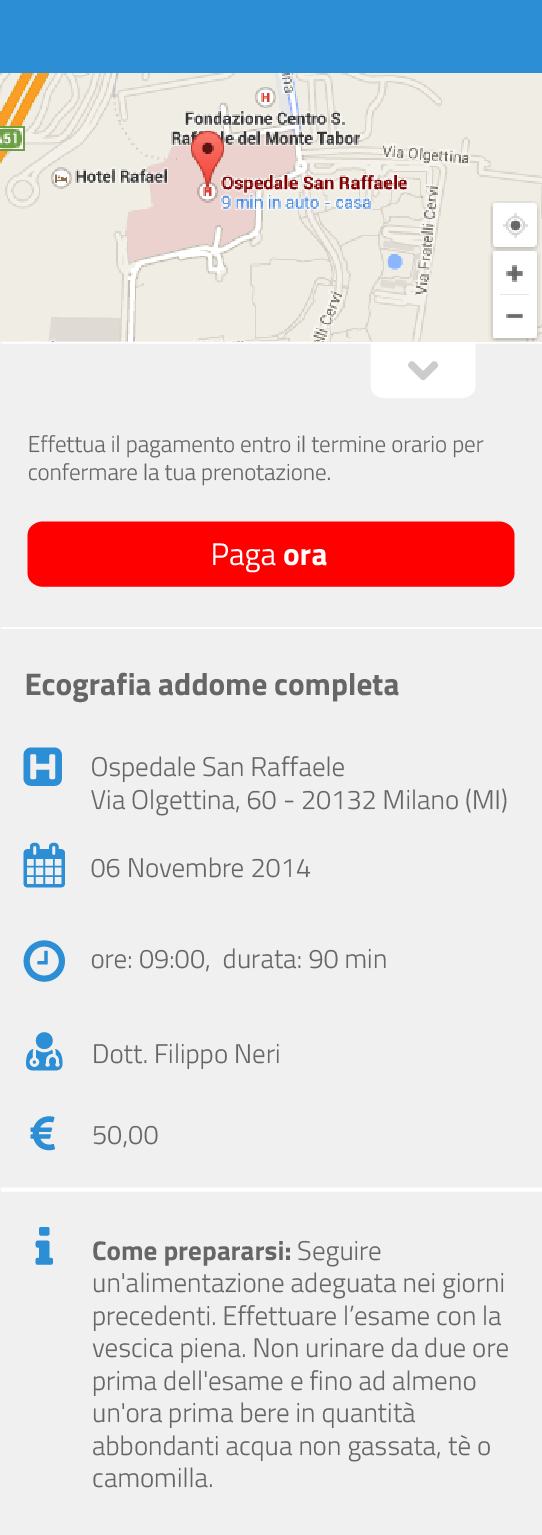 ina
Fondazione Centro S.
Raffaele del Monte Tabor
A51
Via Olgettina
Hotel Rafael
H
Ospedale San Raffaele
9 min in auto - casa
Via Fratelli Cervi
lli Cervi
Effettua il pagamento entro il termine orario per
confermare la tua prenotazione.
Paga ora
Ecografia addome completa
H
Ospedale San Raffaele
Via Olgettina, 60 - 20132 Milano (MI)
06 Novembre 2014
ore: 09:00, durata: 90 min
Dott. Filippo Neri
€ 50,00
Come prepararsi: Seguire
un'alimentazione adeguata nei giorni
precedenti. Effettuare l’esame con la
vescica piena. Non urinare da due ore
prima dell'esame e fino ad almeno
un'ora prima bere in quantità
abbondanti acqua non gassata, tè o
camomilla.